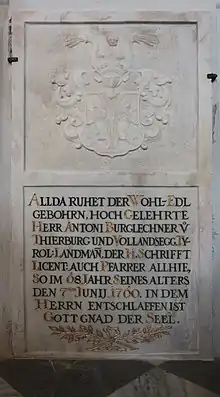 ALLDA RUHET DER WOHL-EDL
GEBOHRN, HOCH GELEHRTE
HERR ANTONI BURGLECHNER V̈
THIERBURG UND VOLLANDSEGG, TY-
ROL: LANDMAN̄, DER H. SCHRIFFT
LICENT: AUCH PFARRER ALLHIE,
SO IM 68 JAHR SEINES ALTERS
DEN 7ten JUNIJ 1700. IN DEM
HERRN ENTSCHLAEFFEN IST
GOTT GNAD DER SEEL.